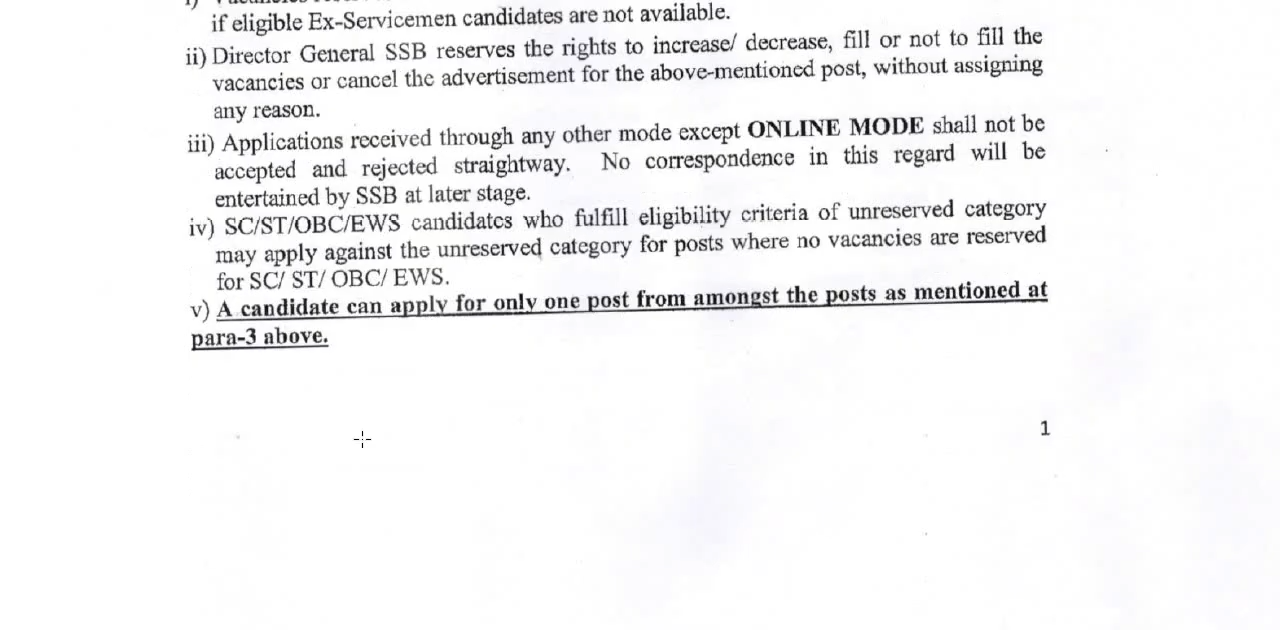 if eligible Ex-Servicemen candidates are not available.
ii) Director General SSB reserves the rights to increase/ decrease, fill or not to fill the
vacancies or cancel the advertisement for the above-mentioned post, without assigning
any reason.
iii) Applications received through any other mode except ONLINE MODE shall not be
accepted and rejected straightway. No correspondence in this regard will be
entertained by SSB at later stage.
iv) SC/ST/OBC/EWS candidates who fulfill eligibility criteria of unreserved category
may apply against the unreserved category for posts where no vacancies are reserved
for SC/ ST/ OBC/ EWS.
v) A candidate can apply for only one post from amongst the posts as mentioned at
para-3 above.
1